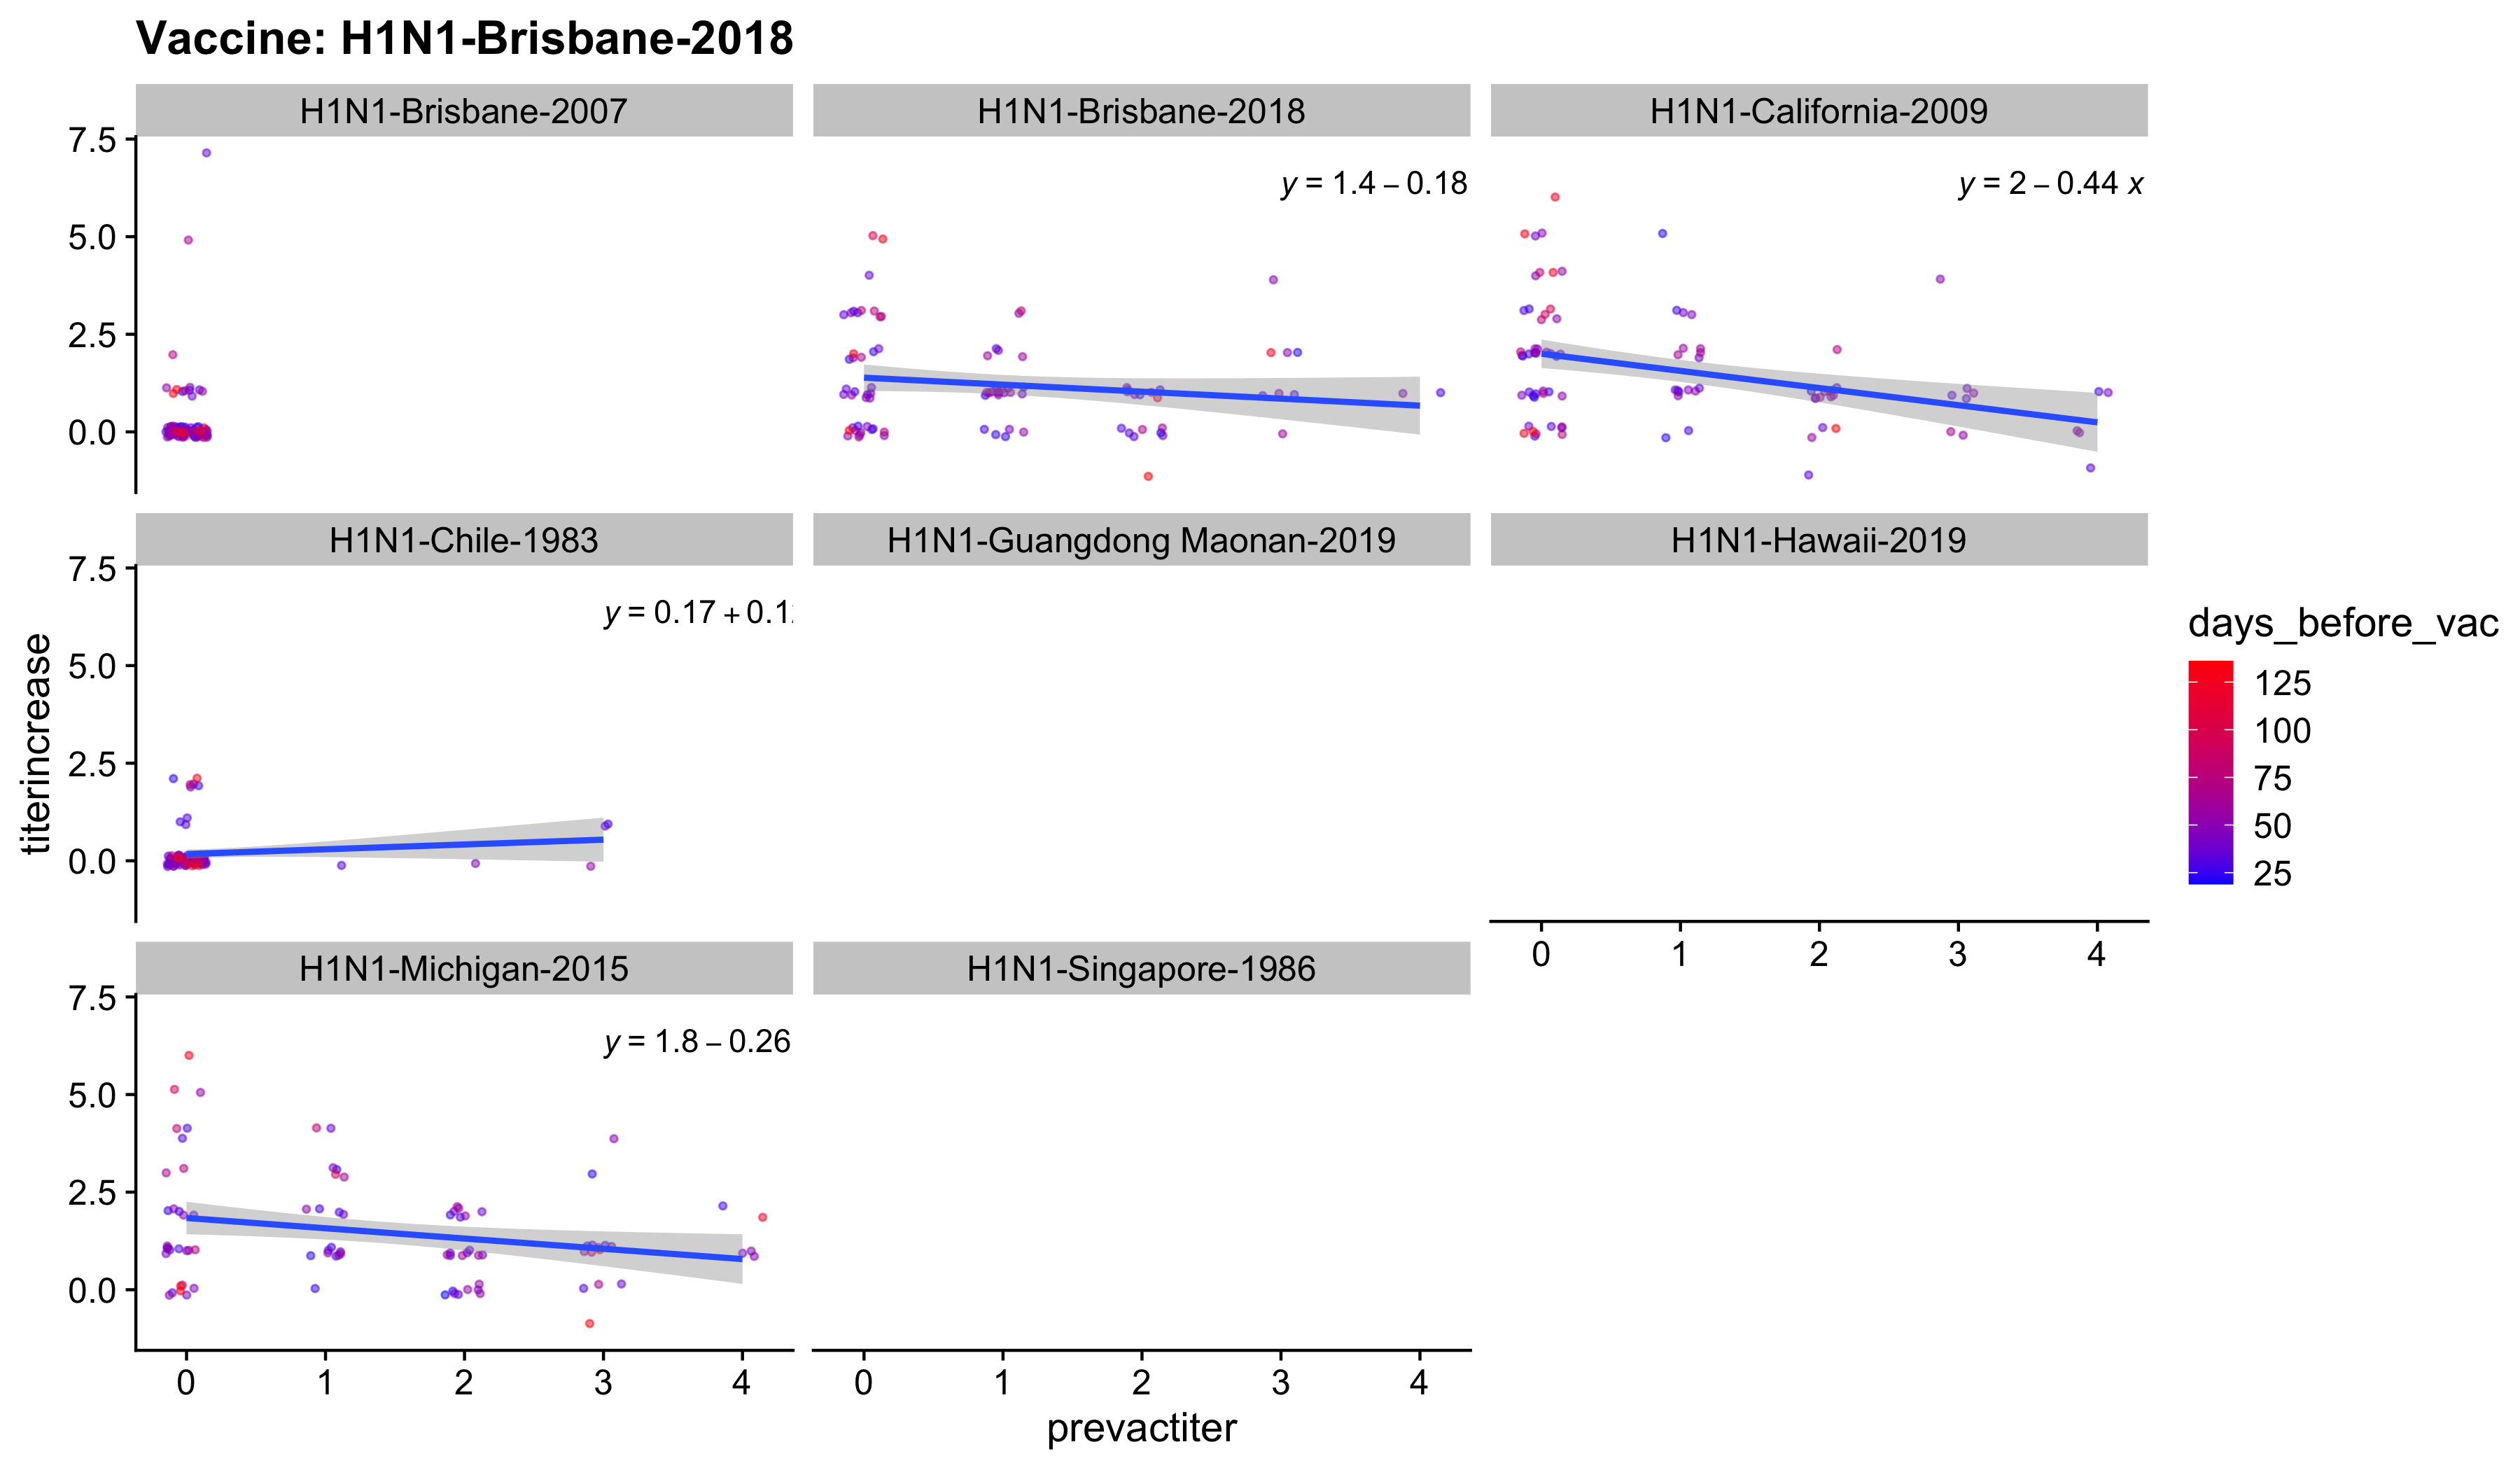 Vaccine: H1N1-Brisbane-2018
H1N1-Brisbane-2007
H1N1-Brisbane-2018
H1N1-California-2009
7.5
5.0
2.5
0.0
y = 1.4 – 0.18
y = 2 – 0.44 x
H1N1-Chile-1983
H1N1-Guangdong Maonan-2019
H1N1-Hawaii-2019
7.5
5.0
2.5
0.0
y = 0.17 + 0.1
0 1 2 3 4
H1N1-Michigan-2015
H1N1-Singapore-1986
7.5
5.0
2.5
0.0
y = 1.8 – 0.26
0 1 2 3 4
0 1 2 3 4
prevactiter
titerincrease
days_before_vac
125
100
75
50
25